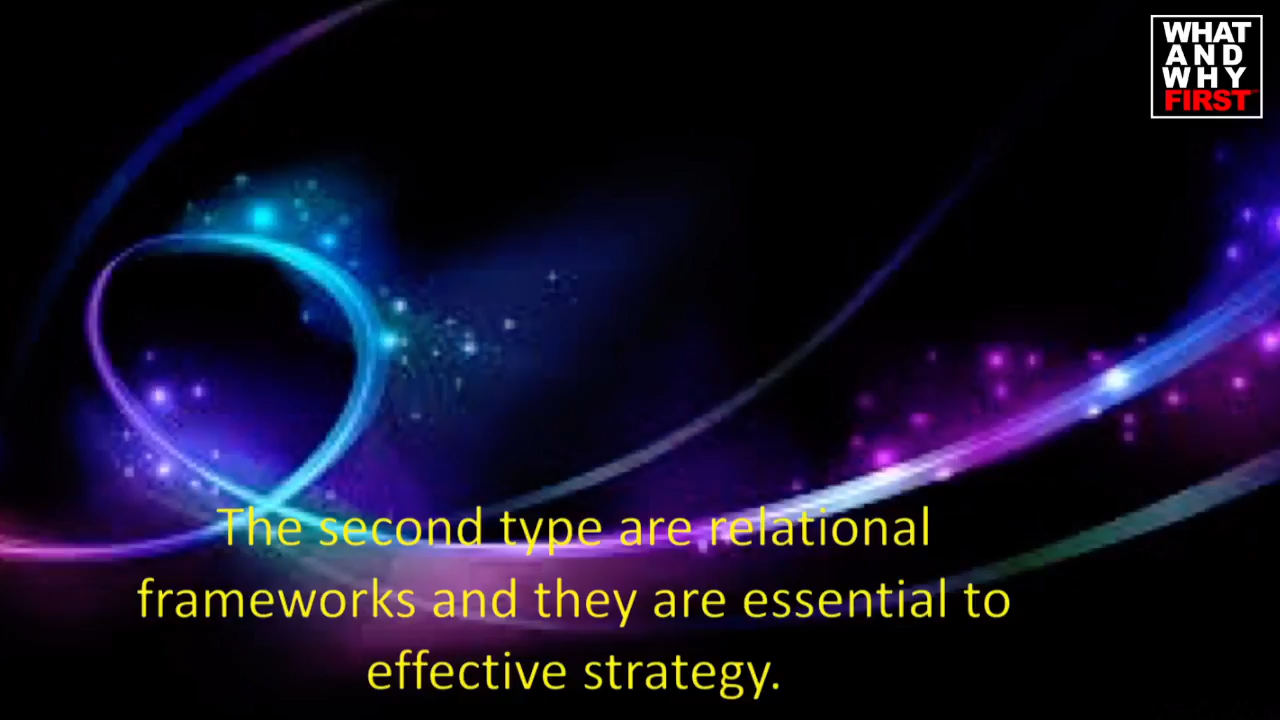 WHAT
AND
WHY
FIRST
The second type are relational
frameworks and they are essential to
effective strategy.